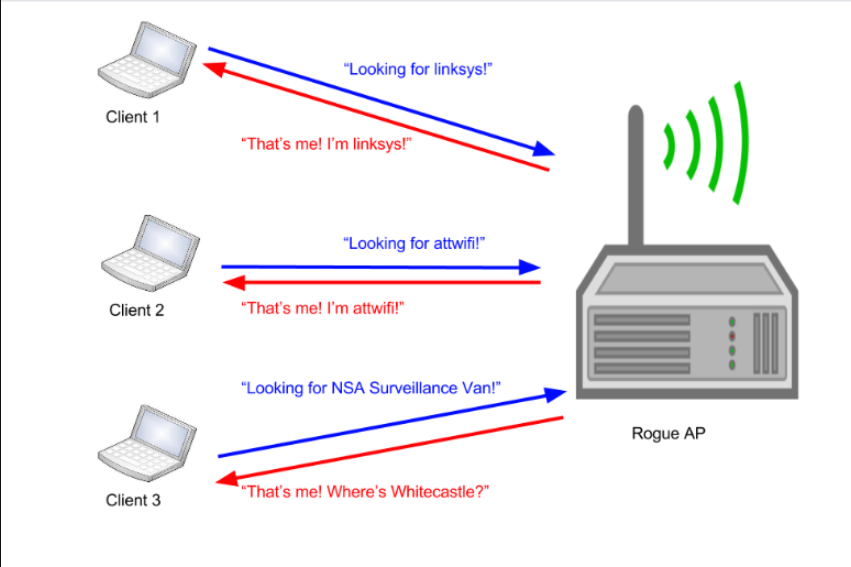 “Looking for linksys!”
Client 1
“That’s me! I’m linksys!”
“Looking for attwifi!”
Client 2
“That’s me! I’m attwifi!”
“Looking for NSA Surveillance Van!”
Rogue AP
Client 3
“That’s me! Where’s Whitecastle?”